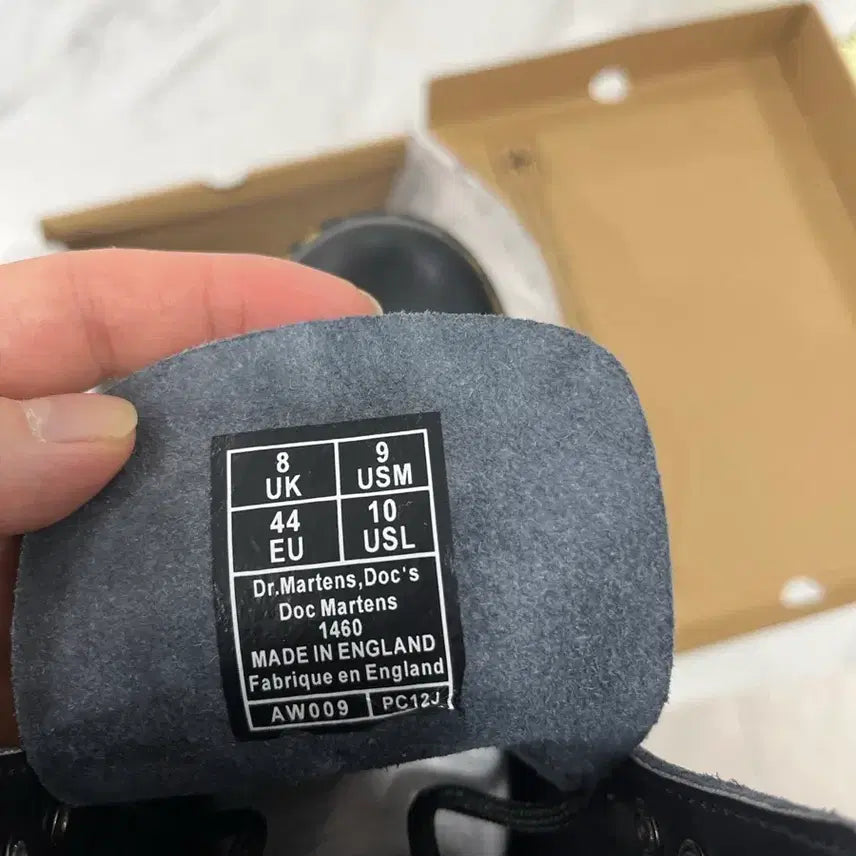 8 UK
9 USM
44 EU
10 USL
Dr.Martens,Doc's
Doc Martens
1460
MADE IN ENGLAND
Fabrique en England
AW009 PC12J